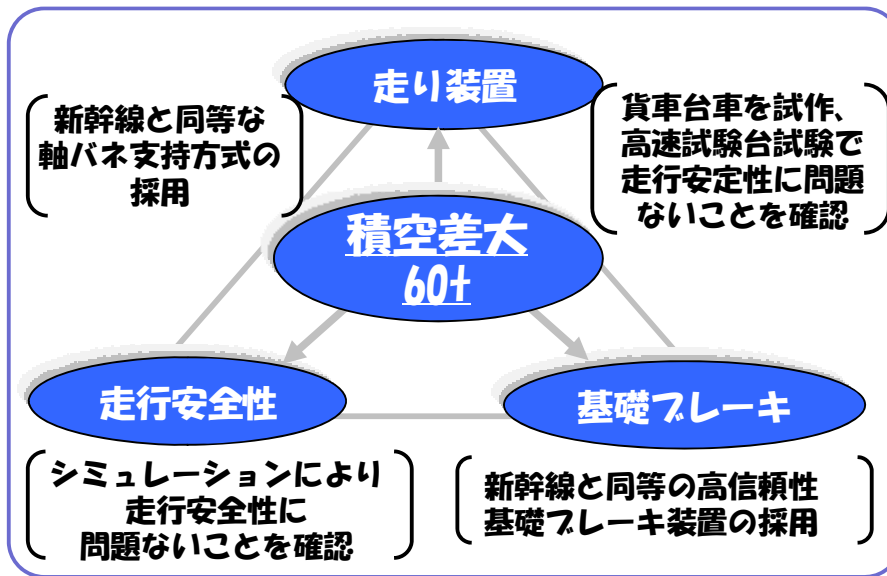 走り装置
新幹線と同等な
軸バネ支持方式の
採用
貨車台車を試作、
高速試験台試験で
走行安定性に問題
ないことを確認
積空差大
60t
走行安全性
基礎ブレーキ
シミュレーションにより
走行安全性に
問題ないことを確認
新幹線と同等の高信頼性
基礎ブレーキ装置の採用